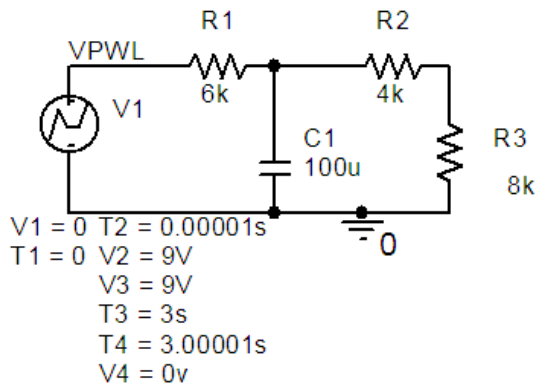 R1
R2
VPWL
6k
4k
V1
C1
100u
R3
8k
V1 = 0 T2 = 0.00001s
T1 = 0 V2 = 9V
V3 = 9V
T3 = 3s
T4 = 3.00001s
V4 = 0v
0